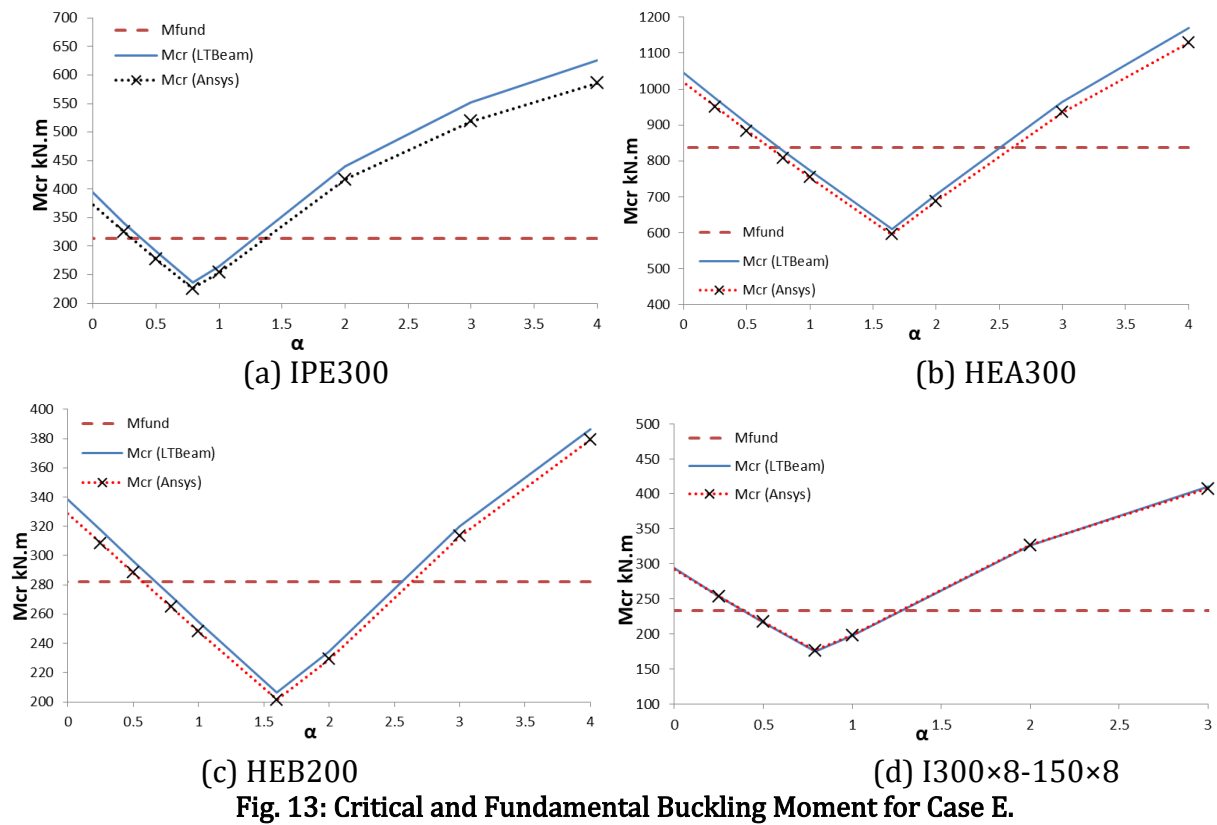 700
650
600
550
500
450
400
350
300
250
200
Mcr kN.m
Mfund
Mcr (LTBeam)
Mcr (Ansys)
0 0.5 1 1.5 2 2.5 3 3.5 4
α
(a) IPE300
1200
1100
1000
900
800
700
600
500
400
Mcr kN.m
Mfund
Mcr (LTBeam)
Mcr (Ansys)
0 0.5 1 1.5 2 2.5 3 3.5 4
α
(b) HEA300
400
380
360
340
320
300
280
260
240
220
200
Mcr kN.m
Mfund
Mcr (LTBeam)
Mcr (Ansys)
0 0.5 1 1.5 2 2.5 3 3.5 4
α
(c) HEB200
500
450
400
350
300
250
200
150
100
Mcr kN.m
Mfund
Mcr (LTBeam)
Mcr (Ansys)
0 0.5 1 1.5 2 2.5 3
α
(d) I300×8-150×8
Fig. 13: Critical and Fundamental Buckling Moment for Case E.